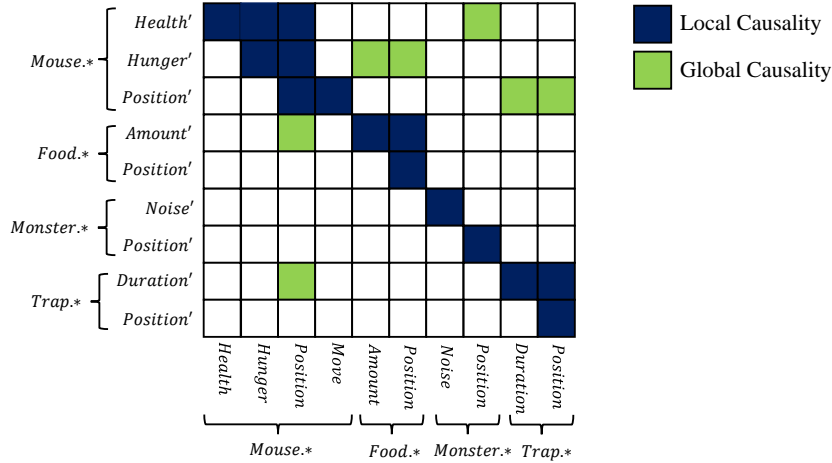 Health′
Hunger′
Position′
Mouse.∗
Amount′
Position′
Food.∗
Noise′
Position′
Monster.∗
Duration′
Position′
Trap.∗
Health
Hunger
Position
Move
Amount
Position
Noise
Position
Duration
Position
Mouse.∗
Food.∗
Monster.∗
Trap.∗
Local Causality
Global Causality